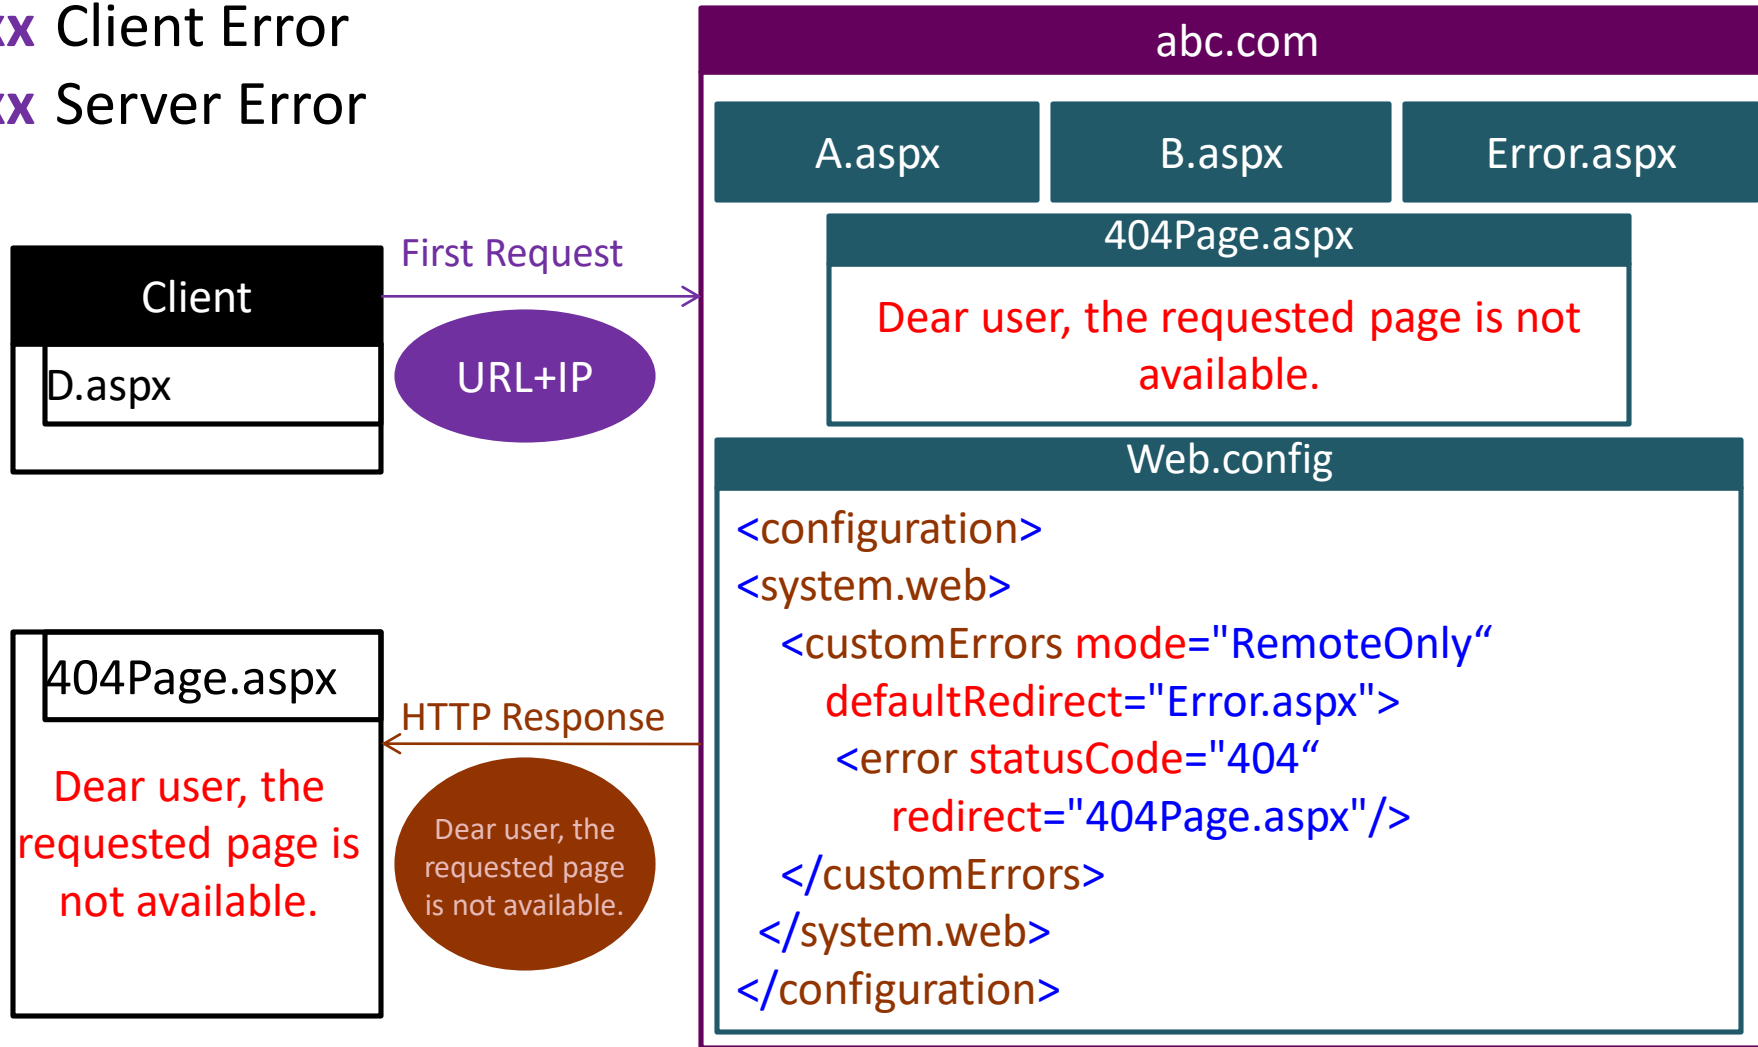 xx Client Error
xx Server Error
abc.com
A.aspx
B.aspx
Error.aspx
404Page.aspx
Dear user, the requested page is not
available.
First Request
Client
URL+IP
D.aspx
Web.config
<configuration>
<system.web>
<customErrors mode="RemoteOnly“
defaultRedirect="Error.aspx">
<error statusCode="404“
redirect="404Page.aspx"/>
</customErrors>
</system.web>
</configuration>
404Page.aspx
Dear user, the
requested page is
not available.
HTTP Response
Dear user, the
requested page
is not available.